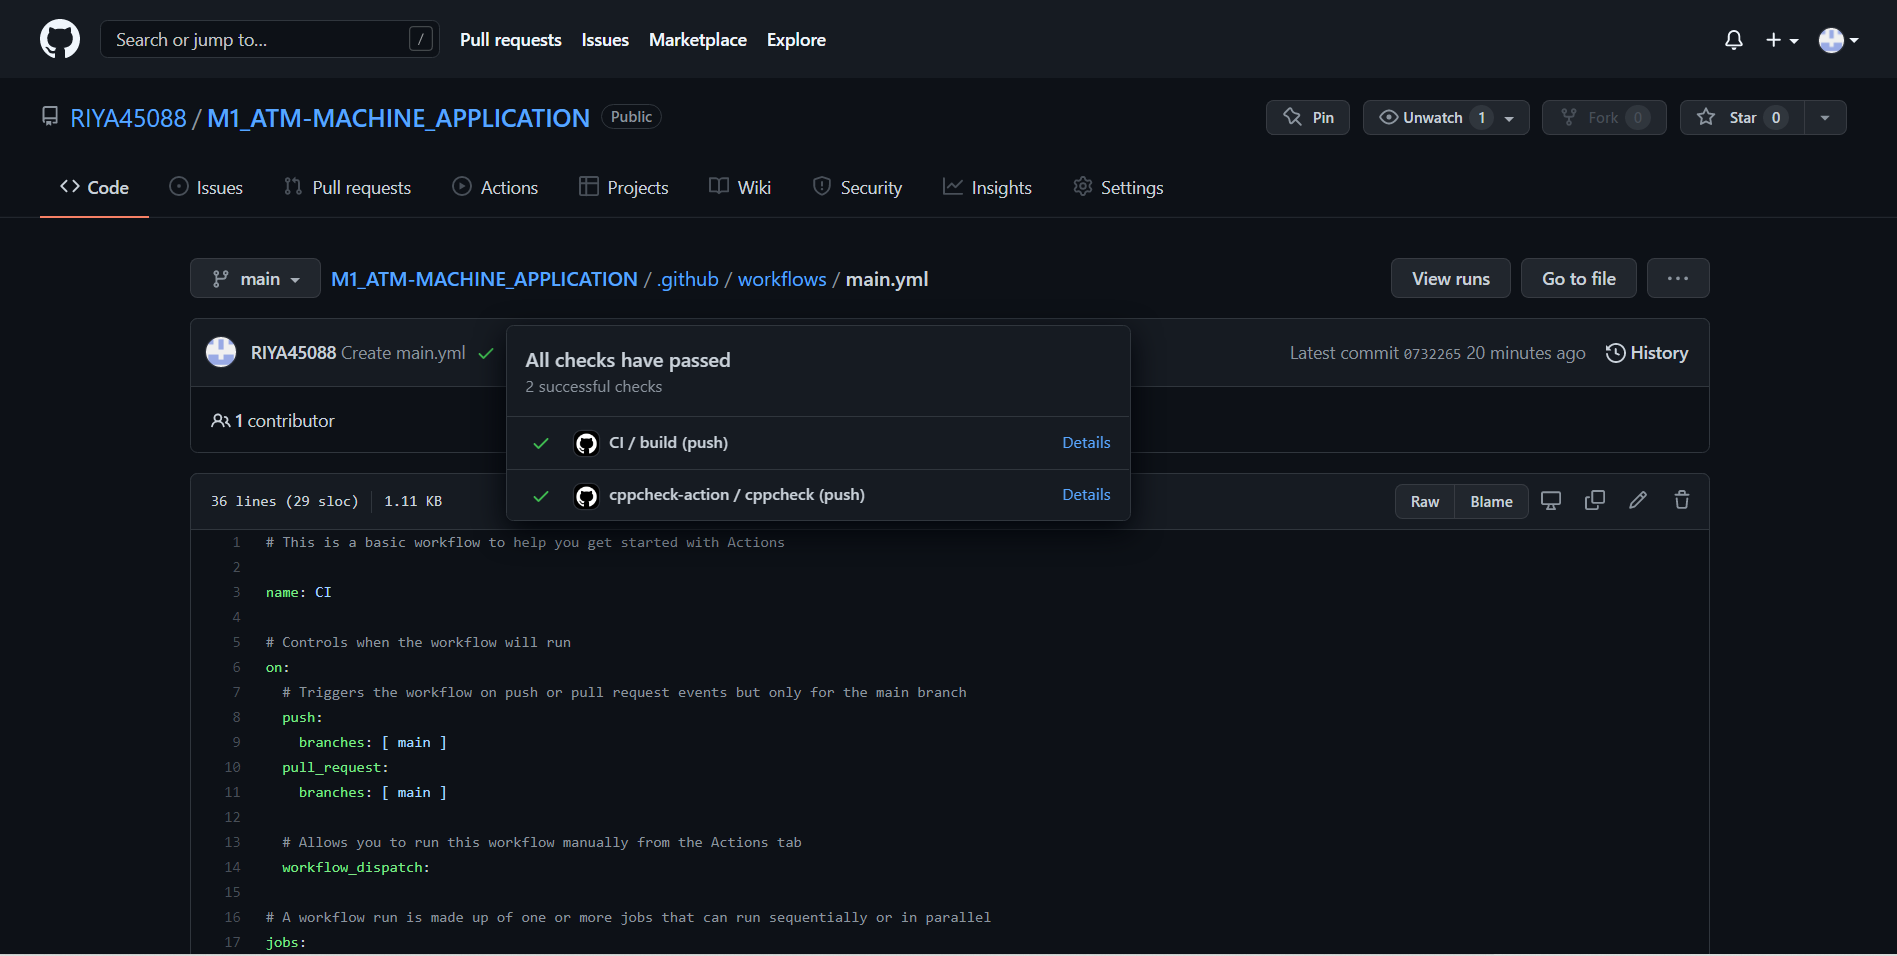 Search or jump to... /
Pull requests Issues Marketplace Explore
RIYA45088 / M1_ATM-MACHINE_APPLICATION Public
Pin Unwatch 1 Fork 0 Star 0
Code Issues Pull requests Actions Projects Wiki Security Insights Settings
main M1_ATM-MACHINE_APPLICATION / .github / workflows / main.yml
View runs Go to file ...
RIYA45088 Create main.yml
Latest commit 0732265 20 minutes ago History
1 contributor
All checks have passed
2 successful checks
CI / build (push) Details
cppcheck-action / cppcheck (push) Details
36 lines (29 sloc) 1.11 KB
Raw Blame
1 # This is a basic workflow to help you get started with Actions
2
3 name: CI
4
5 # Controls when the workflow will run
6 on:
7 # Triggers the workflow on push or pull request events but only for the main branch
8 push:
9 branches: [ main ]
10 pull_request:
11 branches: [ main ]
12
13 # Allows you to run this workflow manually from the Actions tab
14 workflow_dispatch:
15
16 # A workflow run is made up of one or more jobs that can run sequentially or in parallel
17 jobs: